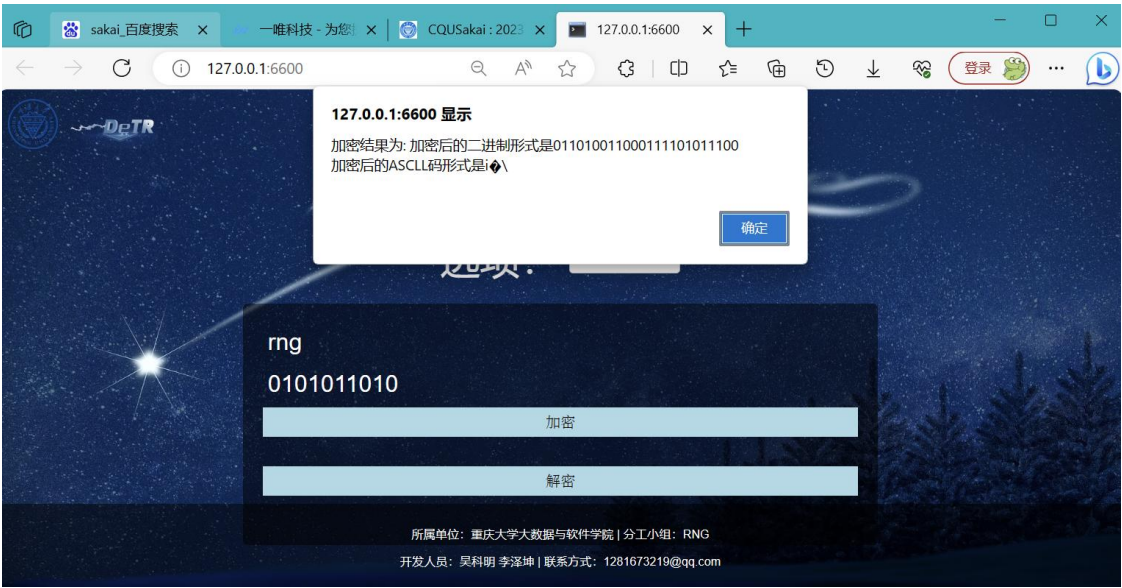 sakai_百度搜索
一唯科技 - 为您
CQUSakai : 2023
127.0.0.1:6600
127.0.0.1:6600
登录
DeTR
127.0.0.1:6600 显示
加密结果为: 加密后的二进制形式是011010011000111101011100
加密后的ASCLL码形式是i�\
确定
选项：
rng
0101011010
加密
解密
所属单位：重庆大学大数据与软件学院 | 分工小组：RNG
开发人员：吴科明 李泽坤 | 联系方式：1281673219@qq.com